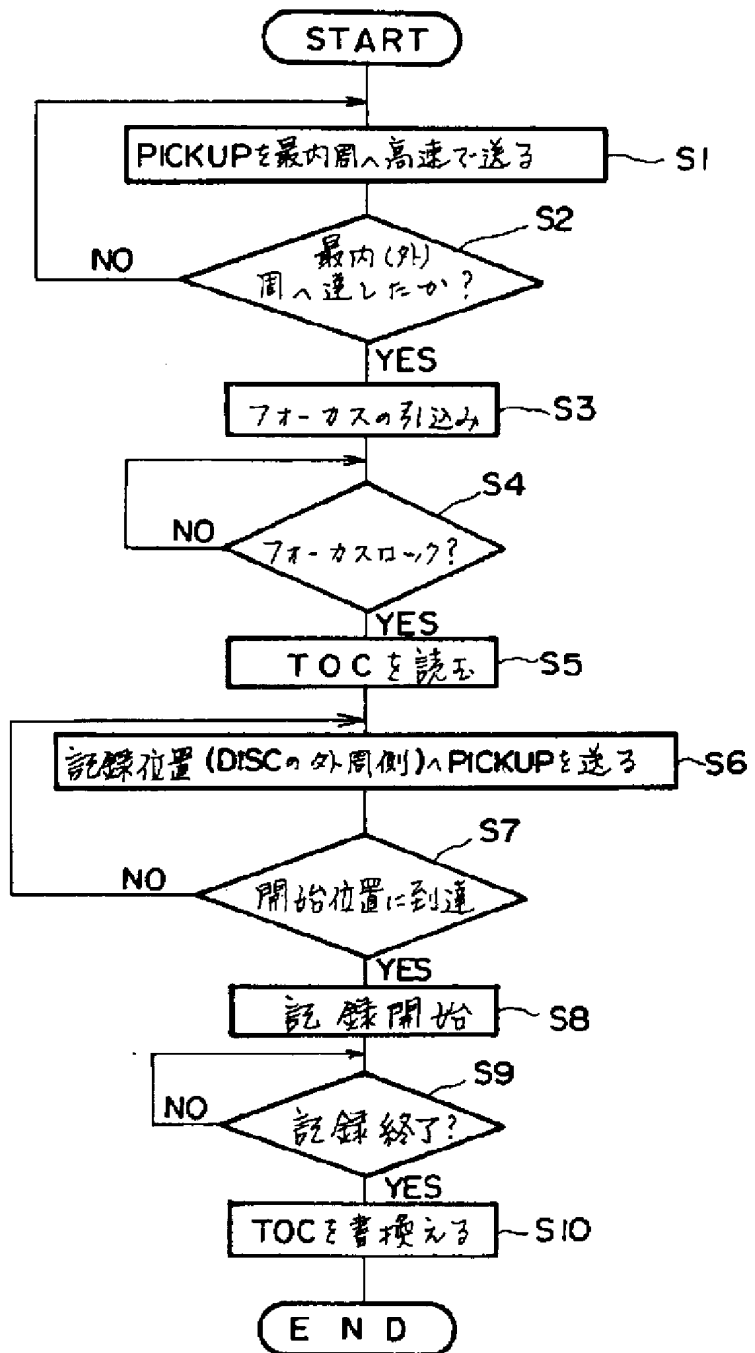 START
PICKUPを最内周へ高速で送る
S1
S2
最内(外)
周へ達したか?
NO
YES
フォーカスの引込み
S3
S4
NO
フォーカスロック?
YES
TOCを読む
S5
記録位置(DISCの外周側)へPICKUPを送る
S6
S7
NO
開始位置に到達
YES
記録開始
S8
S9
NO
記録終了?
YES
TOCを書換える
S10
END